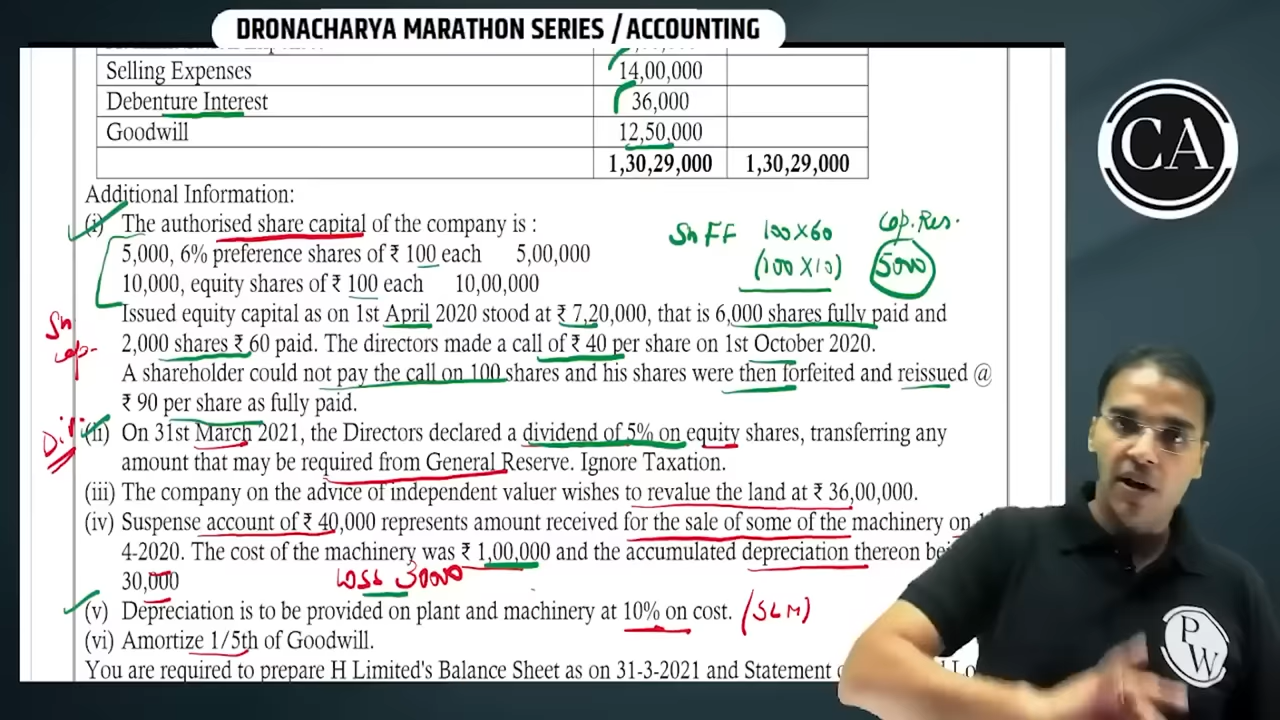 DRONACHARYA MARATHON SERIES / ACCOUNTING
CA
Selling Expenses 14,00,000
Debenture Interest 36,000
Goodwill 12,50,000
1,30,29,000 1,30,29,000
Additional Information:
(i) The authorised share capital of the company is :
5,000, 6% preference shares of ₹ 100 each 5,00,000
10,000, equity shares of ₹ 100 each 10,00,000
Sh FF 100×60 Cap. Res.
(100×10) 5000
Issued equity capital as on 1st April 2020 stood at ₹ 7,20,000, that is 6,000 shares fully paid and
Sh Cap.
2,000 shares ₹ 60 paid. The directors made a call of ₹ 40 per share on 1st October 2020.
A shareholder could not pay the call on 100 shares and his shares were then forfeited and reissued @
₹ 90 per share as fully paid.
Div.
(ii) On 31st March 2021, the Directors declared a dividend of 5% on equity shares, transferring any
amount that may be required from General Reserve. Ignore Taxation.
(iii) The company on the advice of independent valuer wishes to revalue the land at ₹ 36,00,000.
(iv) Suspense account of ₹ 40,000 represents amount received for the sale of some of the machinery on
4-2020. The cost of the machinery was ₹ 1,00,000 and the accumulated depreciation thereon
30,000
Loss 30000
(v) Depreciation is to be provided on plant and machinery at 10% on cost. (SLM)
(vi) Amortize 1/5th of Goodwill.
You are required to prepare H Limited's Balance Sheet as on 31-3-2021 and Statement
PW